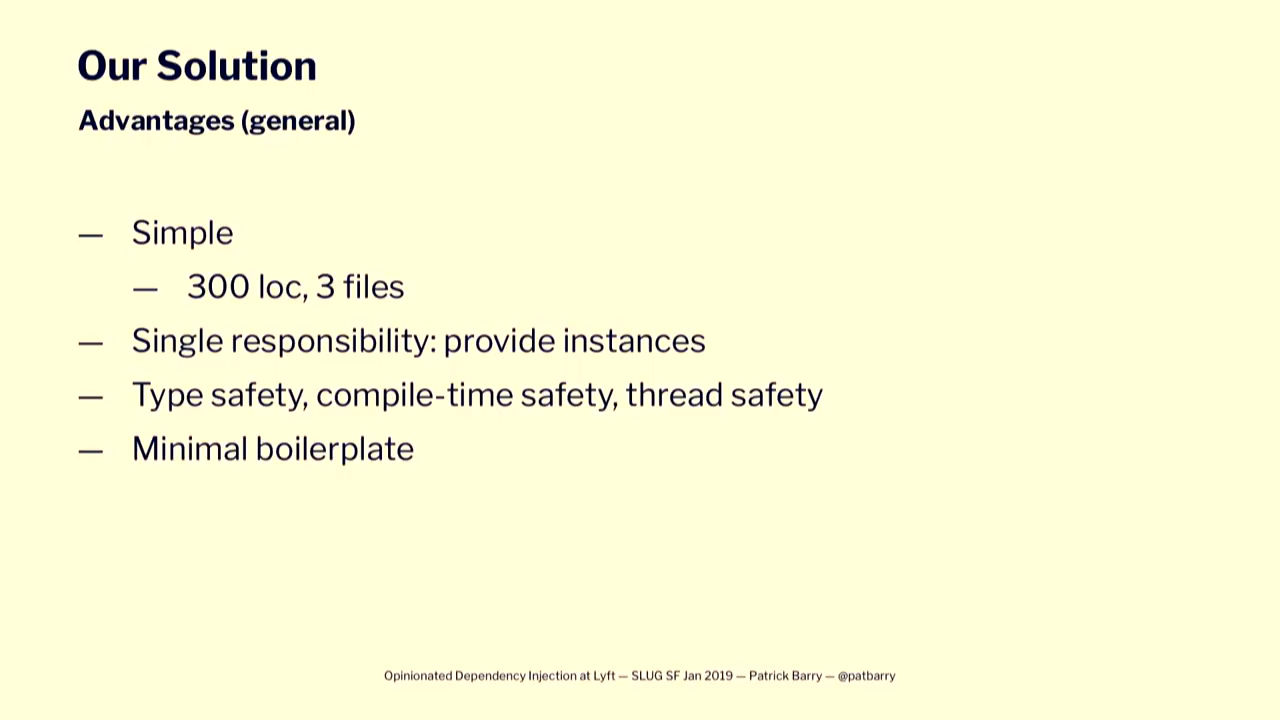 Our Solution
Advantages (general)
— Simple
— 300 loc, 3 files
— Single responsibility: provide instances
— Type safety, compile-time safety, thread safety
— Minimal boilerplate
Opinionated Dependency Injection at Lyft — SLUG SF Jan 2019 — Patrick Barry — @patbarry